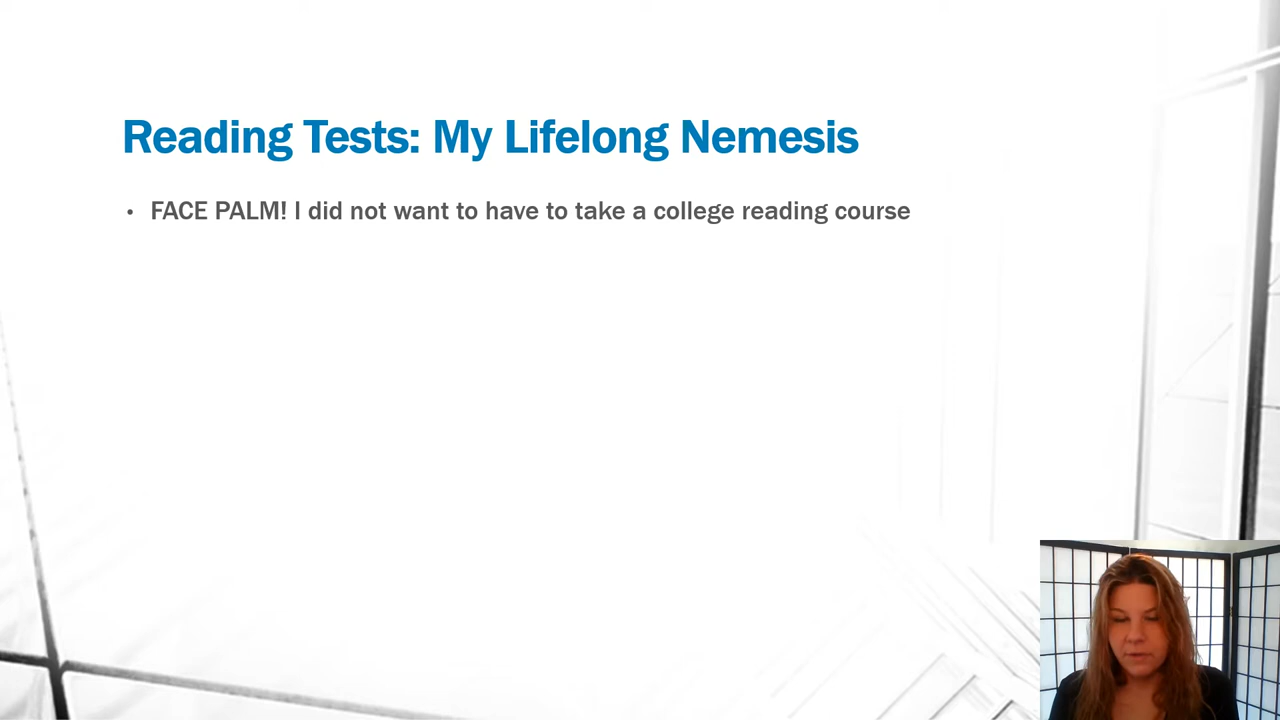 Reading Tests: My Lifelong Nemesis
• FACE PALM! I did not want to have to take a college reading course